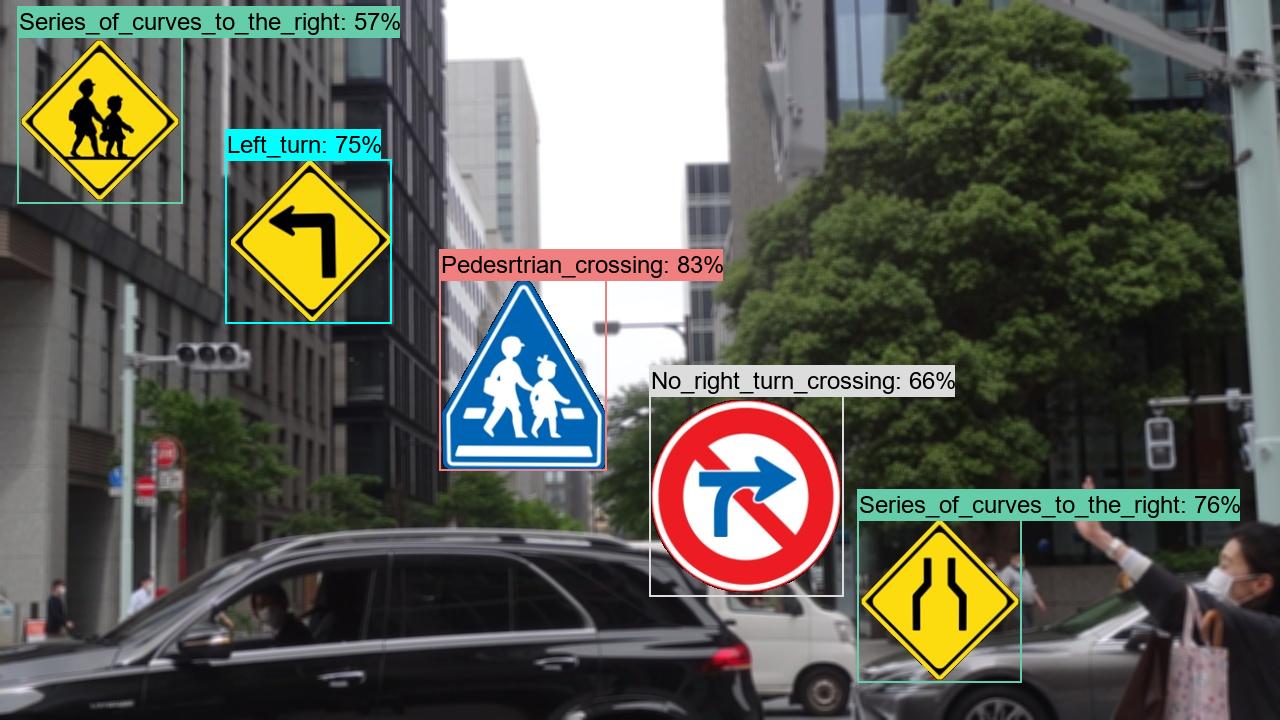 Series_of_curves_to_the_right: 57%
Left_turn: 75%
Pedesrtrian_crossing: 83%
No_right_turn_crossing: 66%
Series_of_curves_to_the_right: 76%